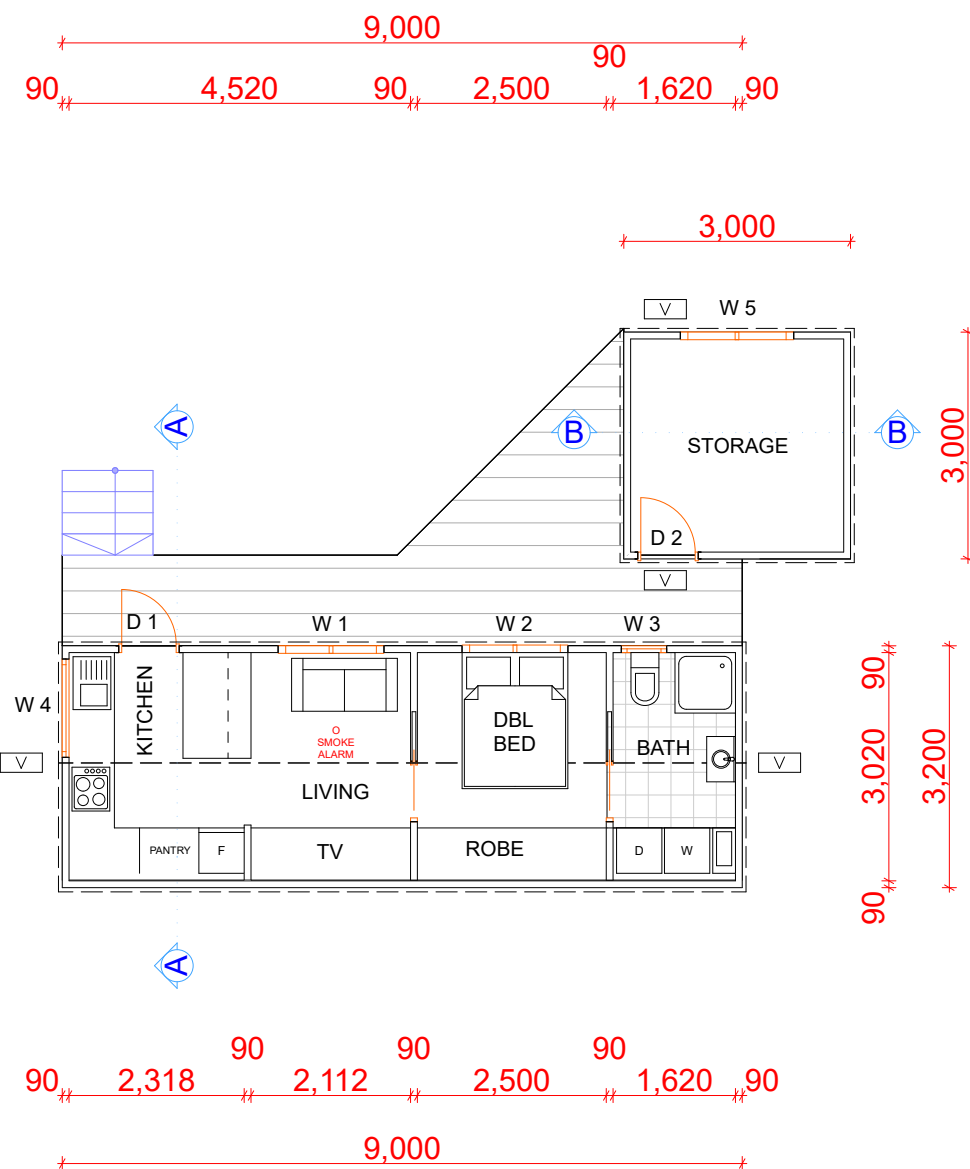 9,000
90 4,520 90 2,500 90 1,620 90
3,000
V W 5
A
B STORAGE B 3,000
D 2
V
D 1 W 1 W 2 W 3
W 4 KITCHEN DBL
BED BATH
O
SMOKE
ALARM
V V
LIVING
90 3,020 90 3,200
PANTRY F TV ROBE D W
A
90 2,318 90 2,112 90 2,500 90 1,620 90
9,000